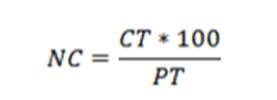 NC = CT * 100 / PT